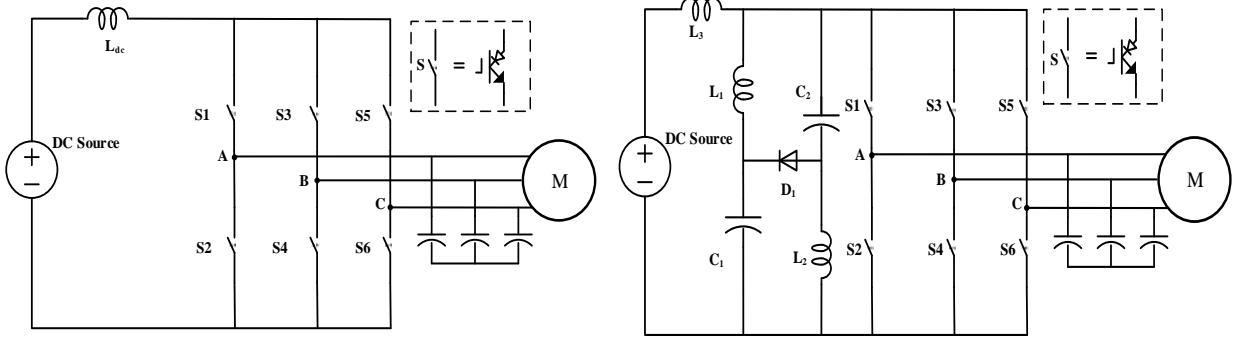 L_dc
S = 
S1 S3 S5
DC Source
+
−
A
B
C
M
S2 S4 S6
L3
S = 
L1
C2
S1 S3 S5
DC Source
+
−
A
D1
B
C
M
C1
L2
S2 S4 S6